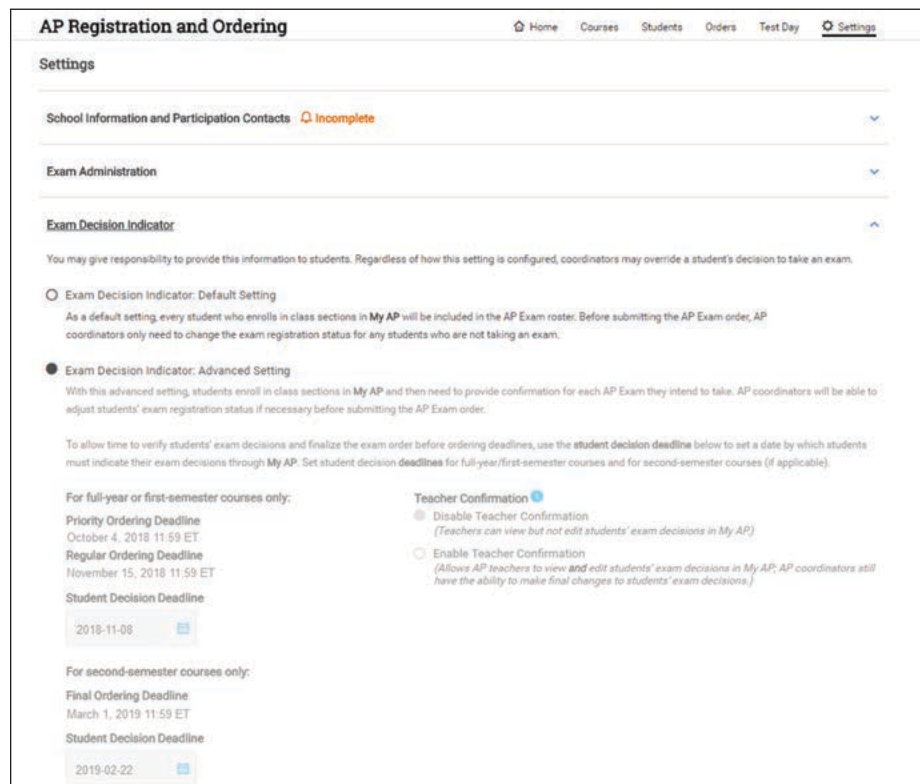 AP Registration and Ordering
Home Courses Students Orders Test Day Settings
Settings
School Information and Participation Contacts Incomplete
Exam Administration
Exam Decision Indicator
You may give responsibility to provide this information to students. Regardless of how this setting is configured, coordinators may override a student's decision to take an exam.
Exam Decision Indicator: Default Setting
As a default setting, every student who enrolls in class sections in My AP will be included in the AP Exam roster. Before submitting the AP Exam order, AP
coordinators only need to change the exam registration status for any students who are not taking an exam.
Exam Decision Indicator: Advanced Setting
With this advanced setting, students enroll in class sections in My AP and then need to provide confirmation for each AP Exam they intend to take. AP coordinators will be able to
adjust students' exam registration status if necessary before submitting the AP Exam order.
To allow time to verify students' exam decisions and finalize the exam order before ordering deadlines, use the student decision deadline below to set a date by which students
must indicate their exam decisions through My AP. Set student decision deadlines for full-year/first-semester courses and for second-semester courses (if applicable).
For full-year or first-semester courses only:
Priority Ordering Deadline
October 4, 2018 11:59 ET
Regular Ordering Deadline
November 15, 2018 11:59 ET
Student Decision Deadline
2018-11-08
For second-semester courses only:
Final Ordering Deadline
March 1, 2019 11:59 ET
Student Decision Deadline
2019-02-22
Teacher Confirmation
Disable Teacher Confirmation
(Teachers can view but not edit students' exam decisions in My AP)
Enable Teacher Confirmation
(Allows AP teachers to view and edit students' exam decisions in My AP; AP coordinators still
have the ability to make final changes to students' exam decisions.)